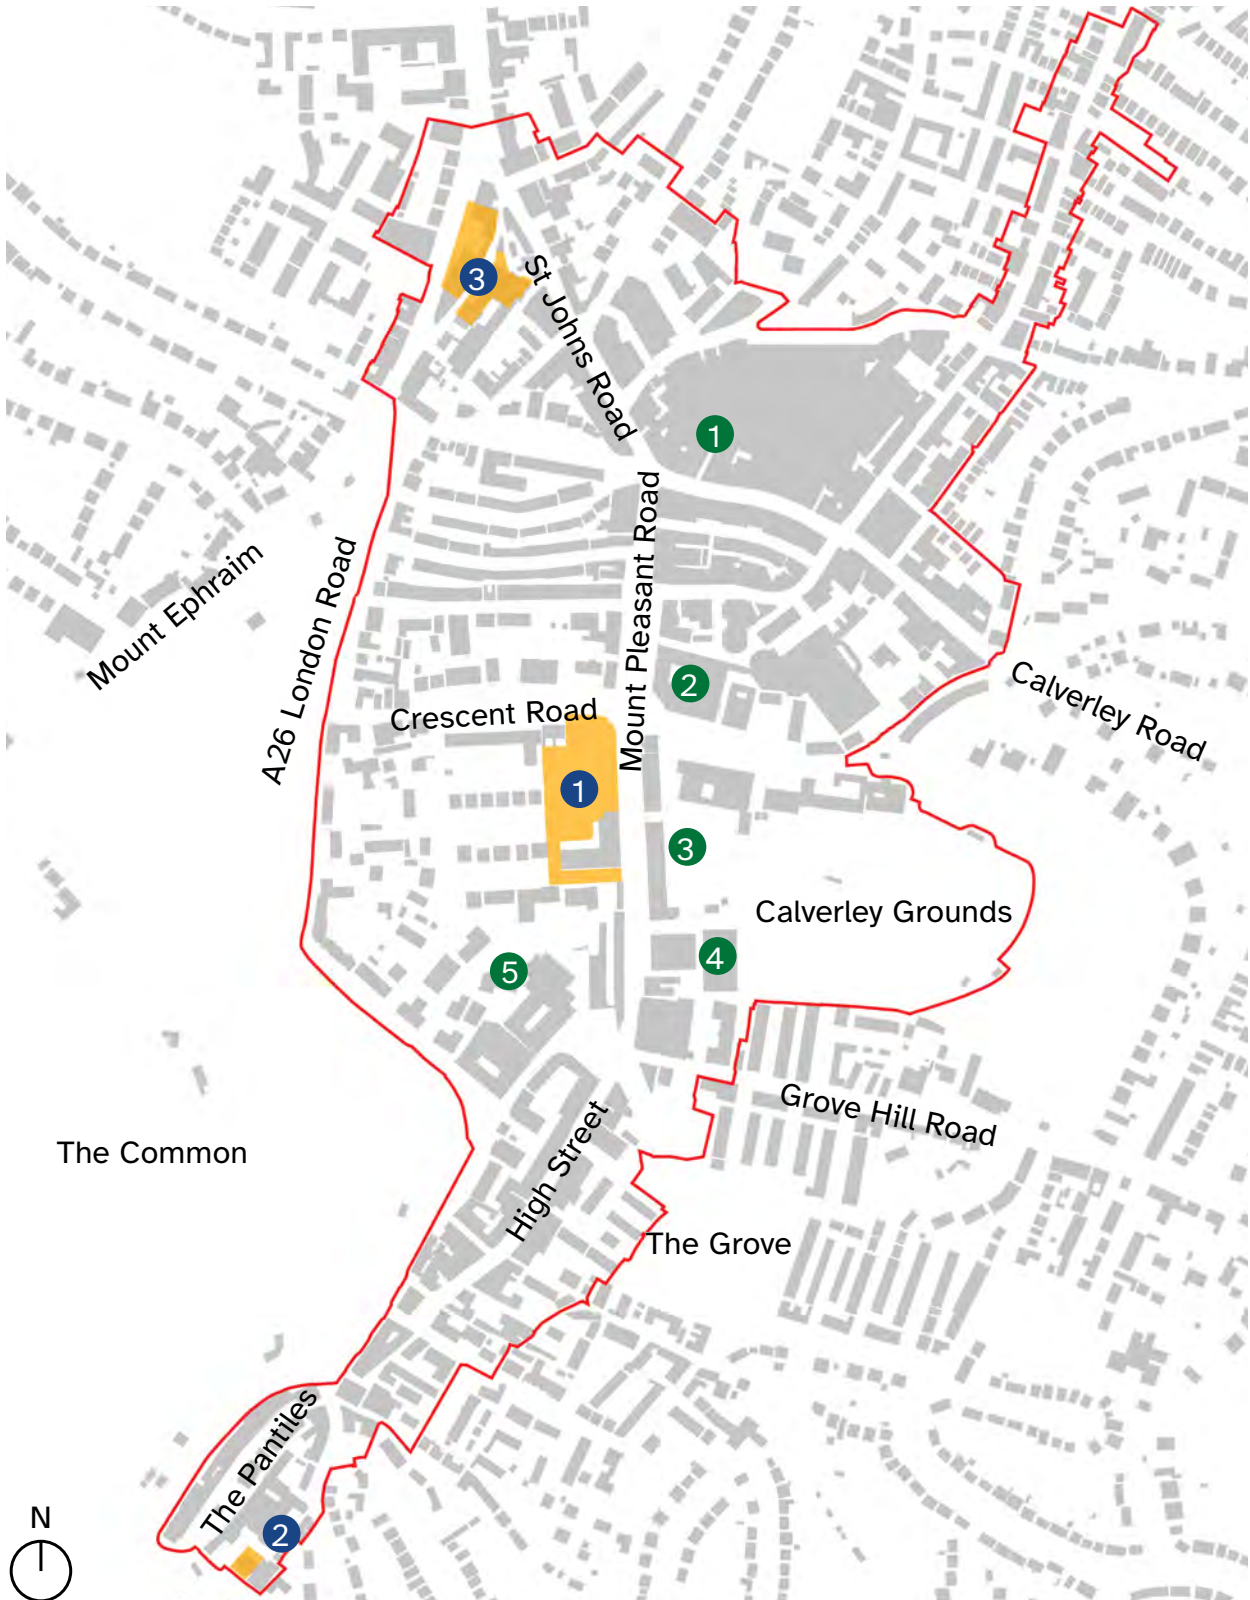 3
St Johns Road
1
Mount Pleasant Road
Mount Ephraim
A26 London Road
2
Calverley Road
Crescent Road
1
3
Calverley Grounds
4
5
Grove Hill Road
The Common
High Street
The Grove
The Pantiles
2
N